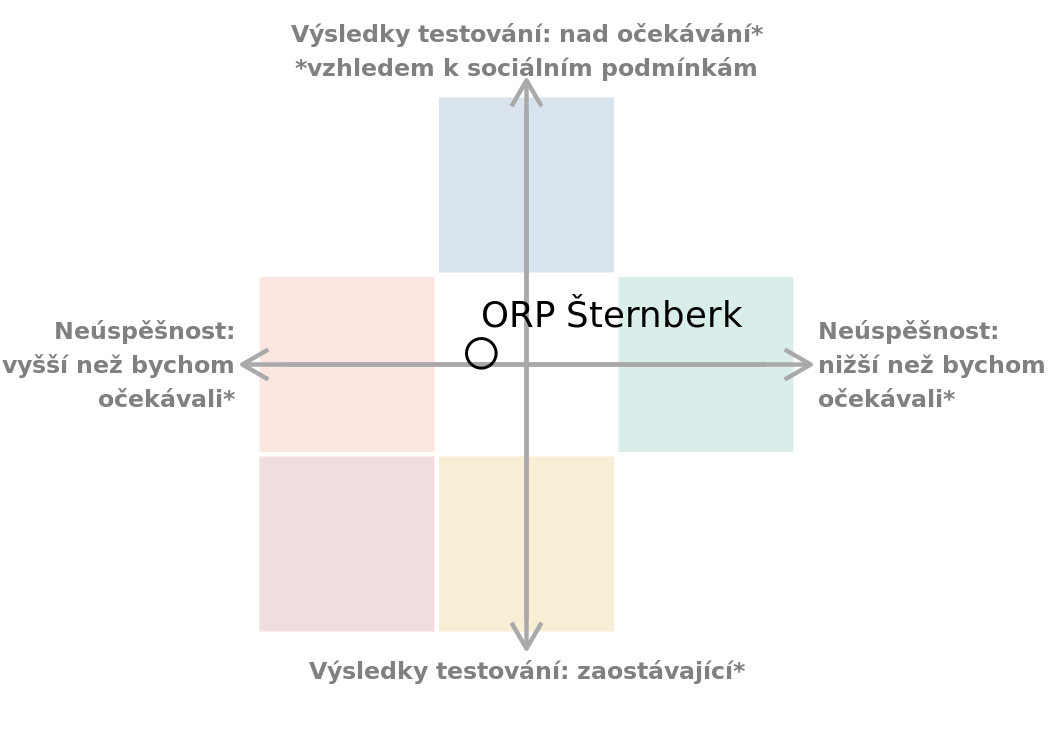 Výsledky testování: nad očekávání*
*vzhledem k sociálním podmínkám
ORP Šternberk
Neúspěšnost:
vyšší než bychom
očekávali*
Neúspěšnost:
nižší než bychom
očekávali*
Výsledky testování: zaostávající*